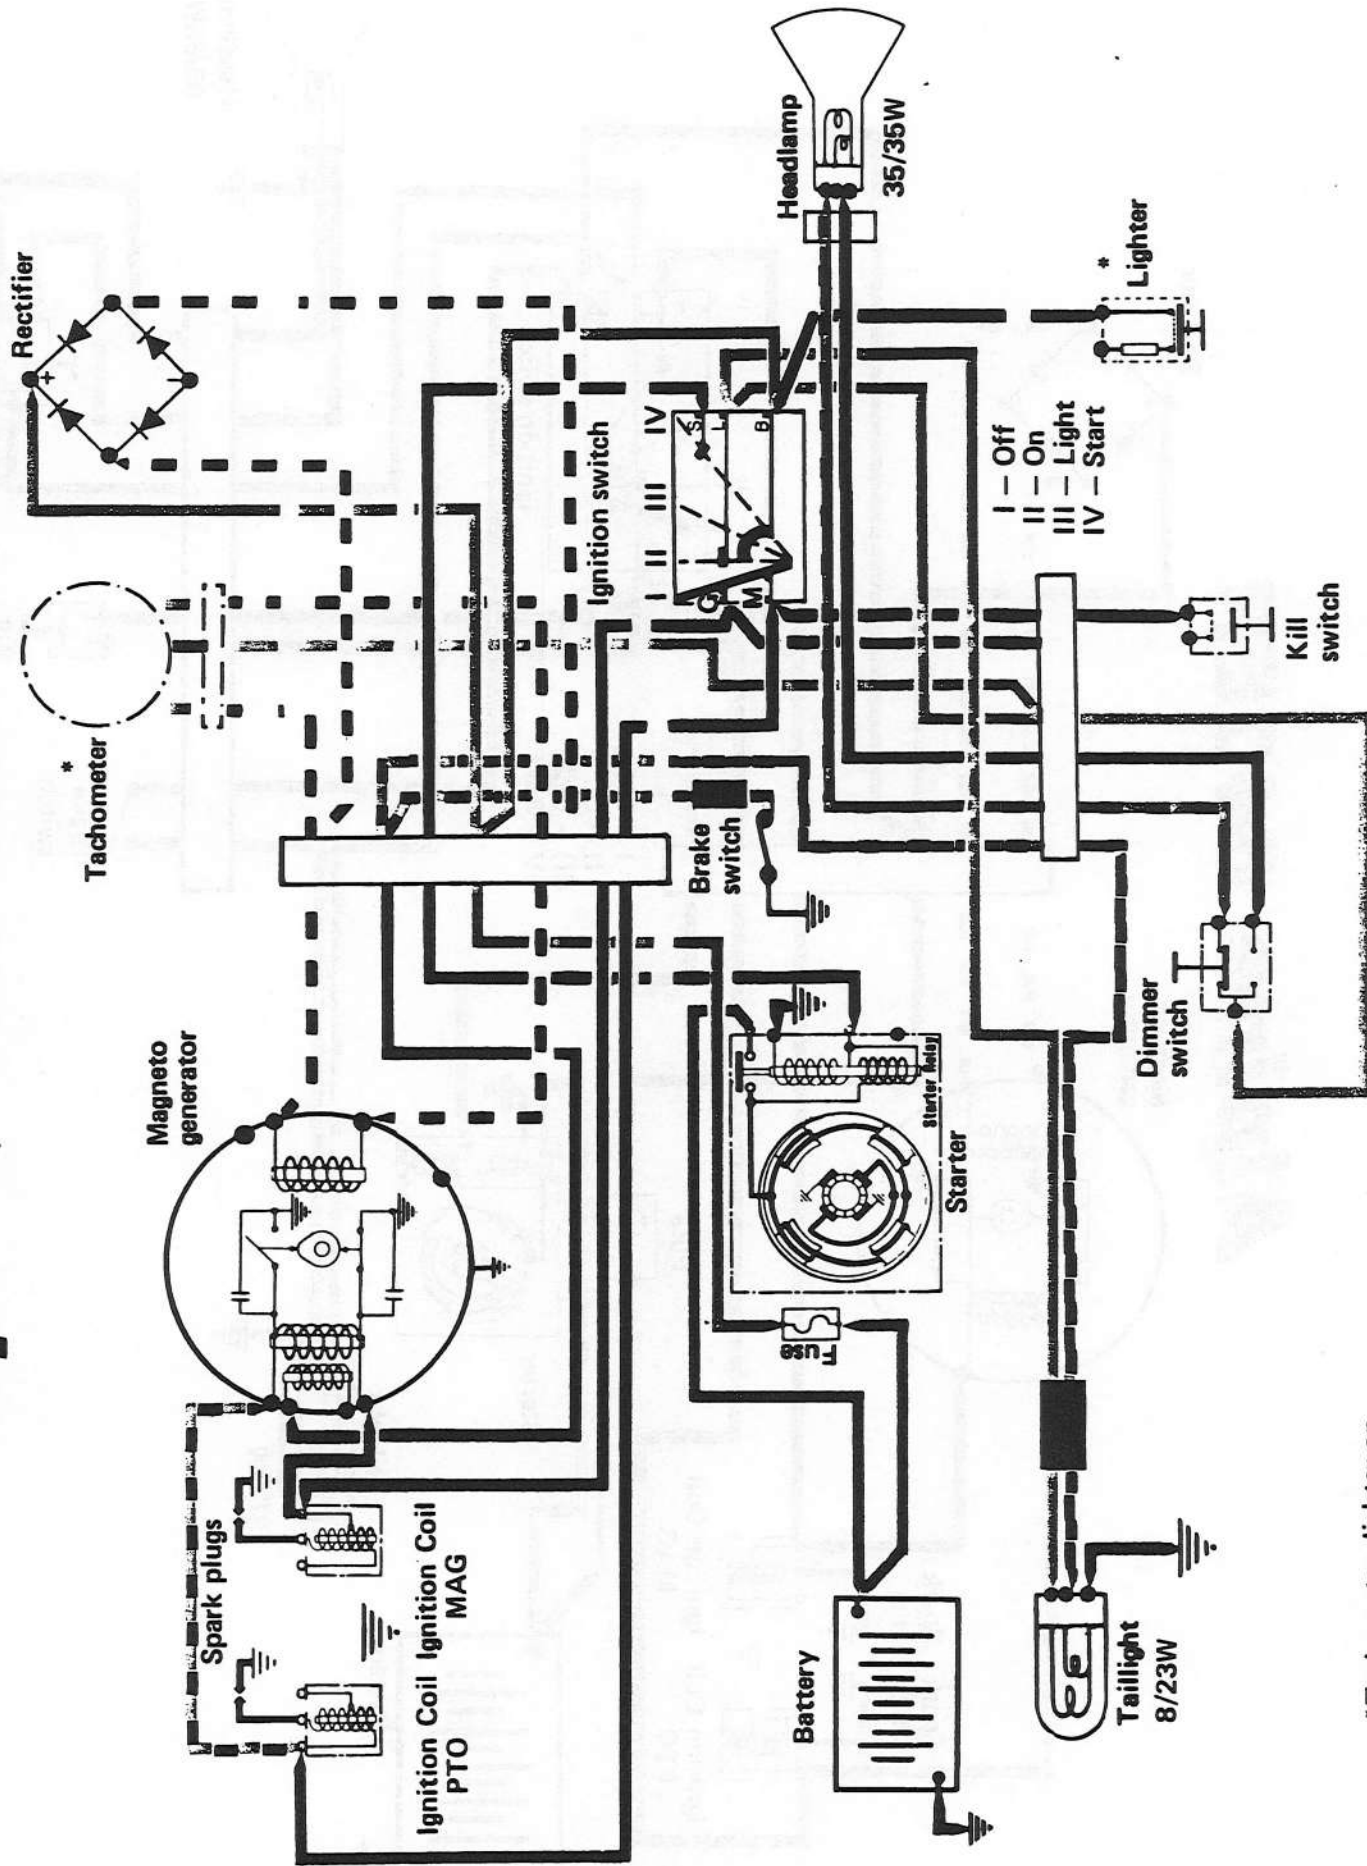 Rectifier
+
Tachometer *
Magneto
generator
Spark plugs
Ignition Coil
PTO
Ignition Coil
MAG
Ignition switch
I II III IV
G
M
S
L
B
Headlamp
35/35W
* Lighter
I – Off
II – On
III – Light
IV – Start
Kill
switch
Brake
switch
Dimmer
switch
Starter Relay
Starter
Fuse
Battery
Taillight
8/23W